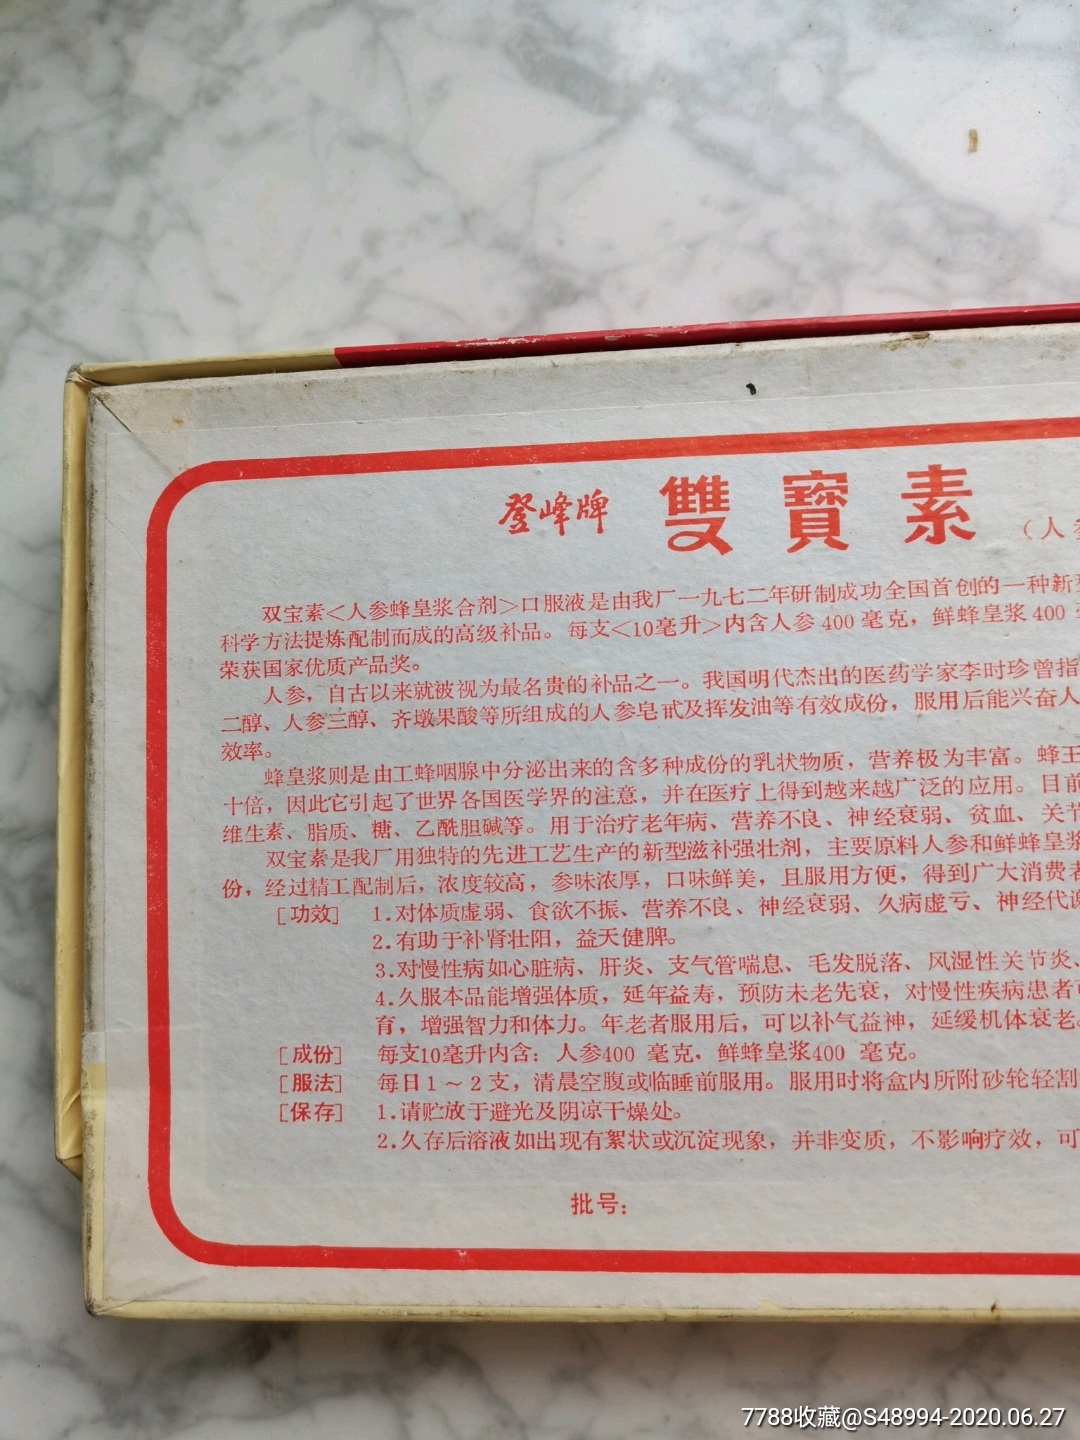 登峰牌 雙寶素 （人参
双宝素＜人参蜂皇浆合剂＞口服液是由我厂一九七二年研制成功全国首创的一种新
科学方法提炼配制而成的高级补品。每支＜10毫升＞内含人参400 毫克，鲜蜂皇浆400
荣获国家优质产品奖。
人参，自古以来就波视为最名贵的补品之一。我国明代杰出的医药学家李时珍曾指
二醇、人参三醇、齐墩果酸等所组成的人参皂甙及挥发油等有效成份，服用后能兴奋人
效率。
蜂皇浆则是由工蜂咽腺中分泌出来的含多种成份的乳状物质，营养极为丰富。蜂王
十倍，因此它引起了世界各国医学界的注意，并在医疗上得到越来越广泛的应用。目前
维生素、脂质、糖、乙酰胆碱等。用于治疗老年病、营养不良、神经衰弱、贫血、关节
双宝素是我厂用独特的先进工艺生产的新型滋补强壮剂，主要原料人参和鲜蜂皇浆
份，经过精工配制后，浓度较高，参味浓厚，口味鲜美，且服用方便，得到广大消费者
［功效］ 1.对体质虚弱、食欲不振、营养不良、神经衰弱、久病虚亏、神经代谢
2.有助于补肾壮阳，益天健脾。
3.对慢性病如心脏病、肝炎、支气管喘息、毛发脱落、风湿性关节炎、
4.久服本品能增强体质，延年益寿，预防未老先衰，对慢性疾病患者可
育，增强智力和体力。年老者服用后，可以补气益神，延缓机体衰老。
［成份］ 每支10毫升内含：人参400 毫克，鲜蜂皇浆400 毫克。
［服法］ 每日1～2支，清晨空腹或临睡前服用。服用时将盒内所附砂轮轻割
［保存］ 1.请贮放于避光及阴凉干燥处。
2.久存后溶液如出现有絮状或沉淀现象，并非变质，不影响疗效，可
批号：
7788收藏@S48994-2020.06.27